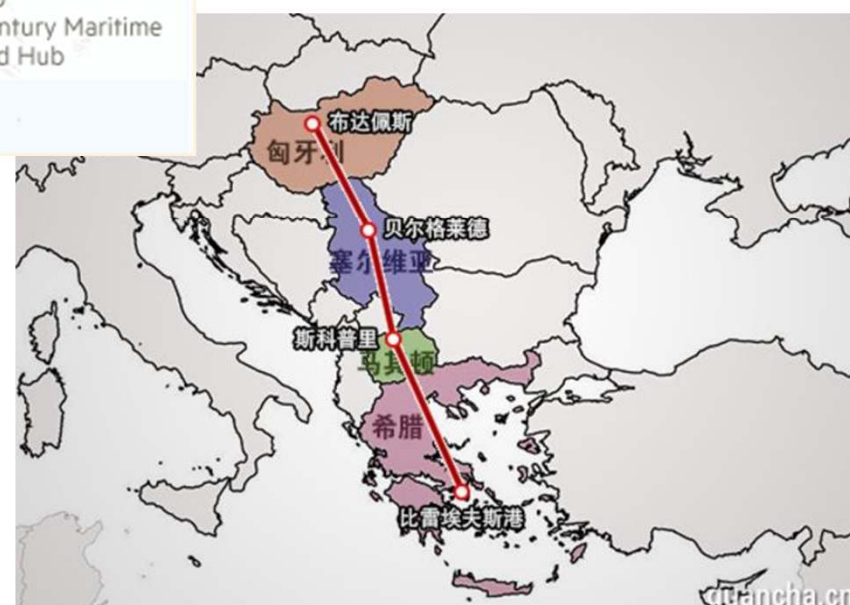 ntury Maritime
d Hub
布达佩斯
匈牙利
贝尔格莱德
塞尔维亚
斯科普里
马其顿
希腊
比雷埃夫斯港
guancha.cn